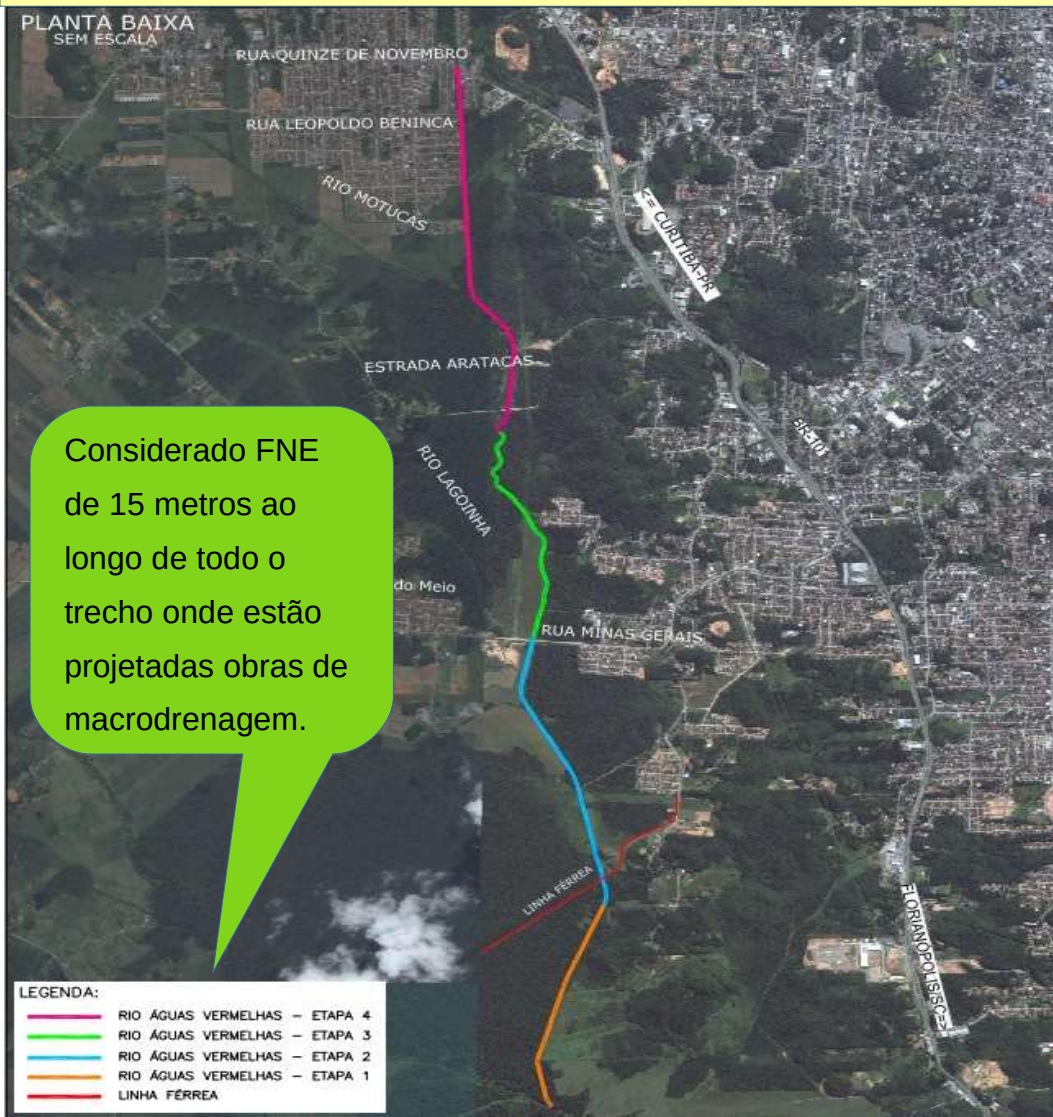 PLANTA BAIXA
SEM ESCALA
RUA QUINZE DE NOVEMBRO
RUA LEOPOLDO BENINCA
RIO MOTUCAS
<= CURITIBA-PR
ESTRADA ARATACAS
BR-101
RIO LAGOINHA
Considerado FNE
de 15 metros ao
longo de todo o
trecho onde estão
projetadas obras de
macrodrenagem.
do Meio
RUA MINAS GERAIS
LINHA FÉRREA
FLORIANÓPOLIS/SC=>
LEGENDA:
RIO ÁGUAS VERMELHAS – ETAPA 4
RIO ÁGUAS VERMELHAS – ETAPA 3
RIO ÁGUAS VERMELHAS – ETAPA 2
RIO ÁGUAS VERMELHAS – ETAPA 1
LINHA FÉRREA